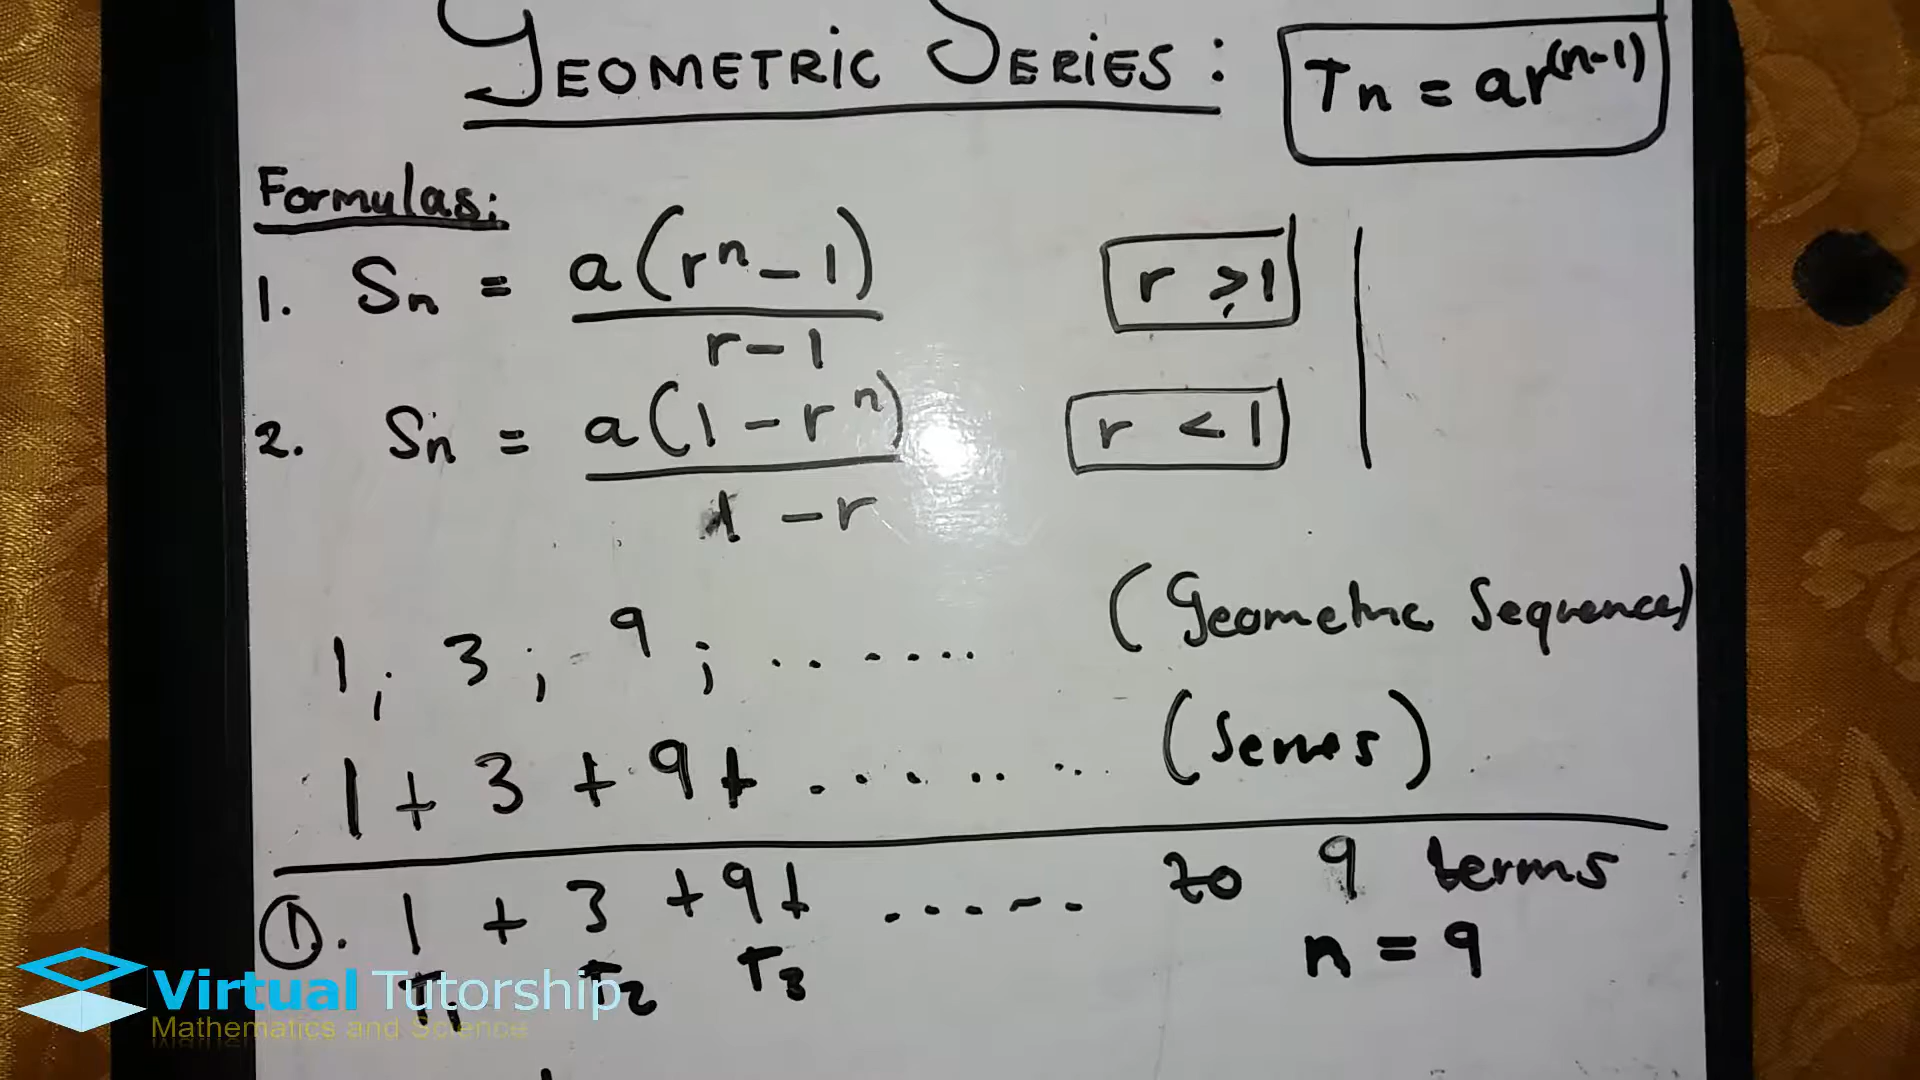 GEOMETRIC SERIES:
Tn = ar^(n-1)
Formulas:
1. Sn = a(r^n - 1) / r - 1
r > 1
2. Sn = a(1 - r^n) / 1 - r
r < 1
1 ; 3 ; 9 ; ....... (Geometric Sequence)
1 + 3 + 9 + ....... (Series)
①. 1 + 3 + 9 + ...... to 9 terms
T1 T2 T3 n = 9
Virtual Tutorship
Mathematics and Science